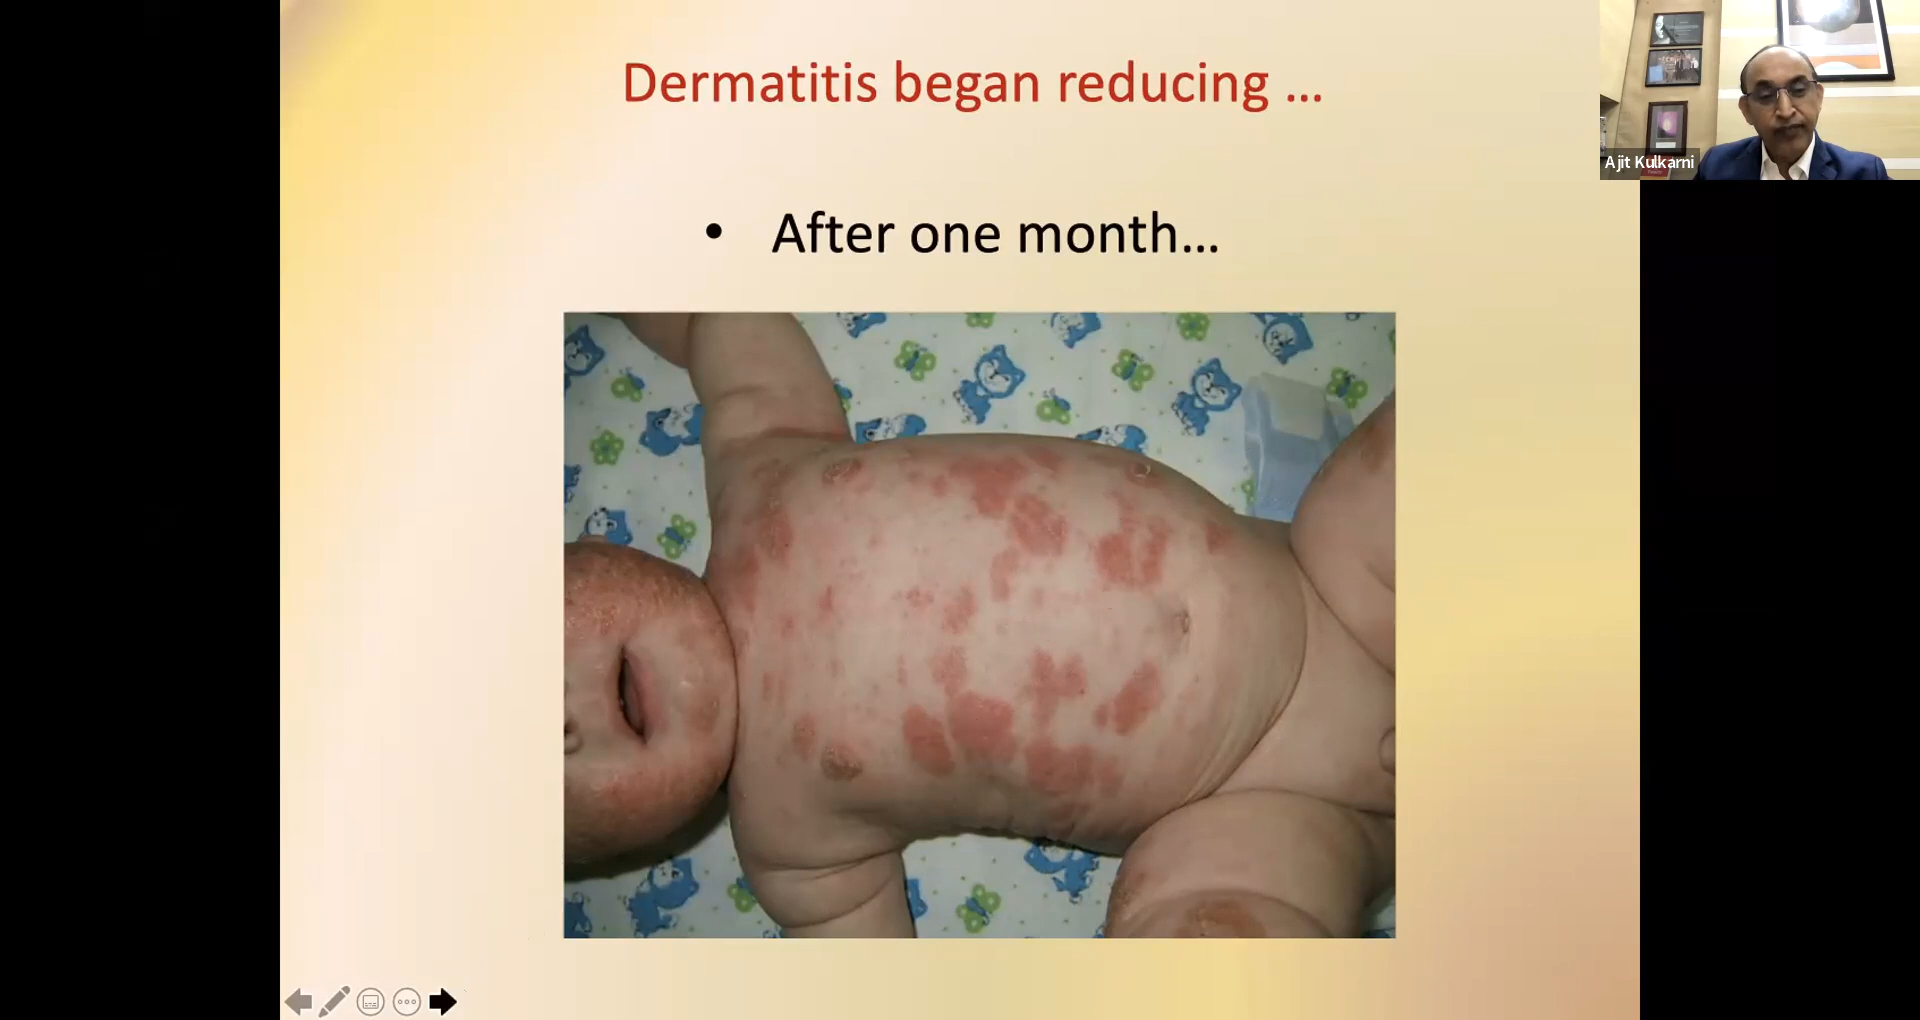 Dermatitis began reducing ...
• After one month...
Ajit Kulkarni